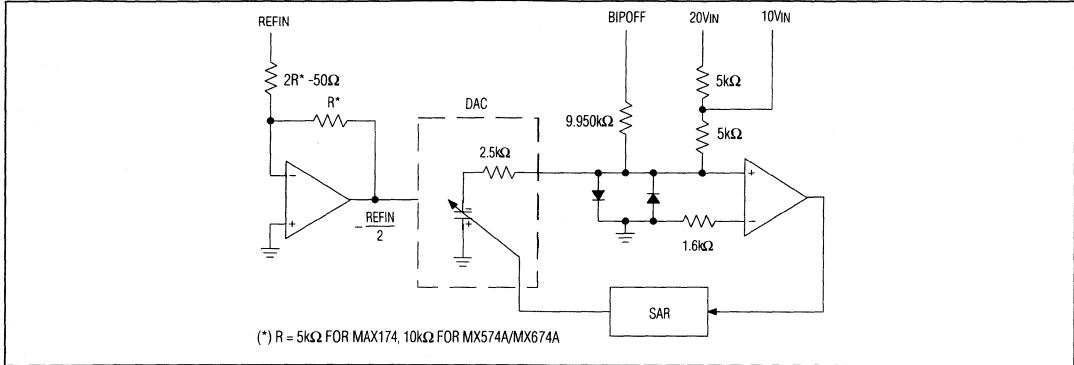 REFIN
BIPOFF
20VIN
10VIN
2R* -50Ω
R*
DAC
5kΩ
9.950kΩ
5kΩ
2.5kΩ
−
+
− REFIN
2
=
+
+
−
1.6kΩ
SAR
(*) R = 5kΩ FOR MAX174, 10kΩ FOR MX574A/MX674A